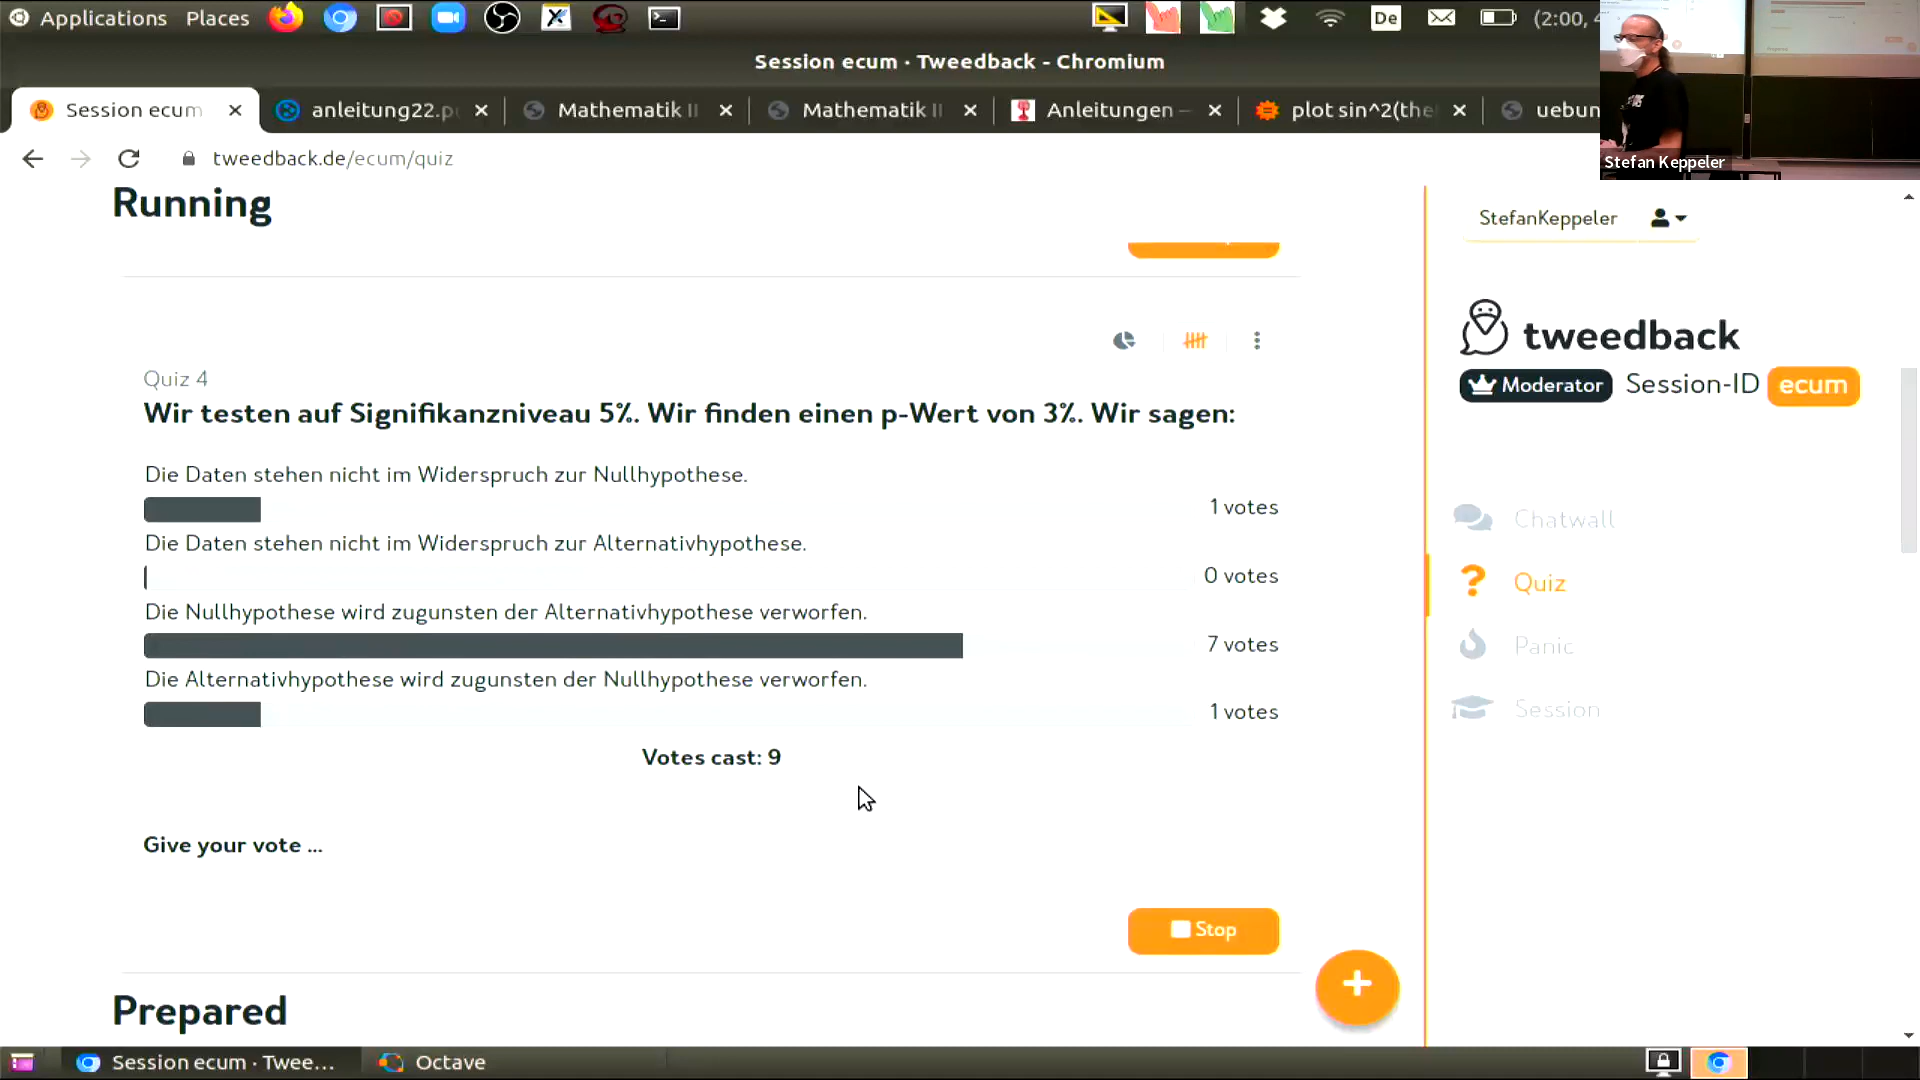 Applications Places De (2:00,
Session ecum · Tweedback - Chromium
Session ecum anleitung22.p Mathematik II Mathematik II Anleitungen – plot sin^2(the uebun
tweedback.de/ecum/quiz
Stefan Keppeler
Running
StefanKeppeler
tweedback
Moderator Session-ID ecum
Quiz 4
Wir testen auf Signifikanzniveau 5%. Wir finden einen p-Wert von 3%. Wir sagen:
Die Daten stehen nicht im Widerspruch zur Nullhypothese.
1 votes
Die Daten stehen nicht im Widerspruch zur Alternativhypothese.
0 votes
Die Nullhypothese wird zugunsten der Alternativhypothese verworfen.
7 votes
Die Alternativhypothese wird zugunsten der Nullhypothese verworfen.
1 votes
Votes cast: 9
Give your vote ...
Stop
Chatwall
Quiz
Panic
Session
Prepared
Session ecum · Twee... Octave